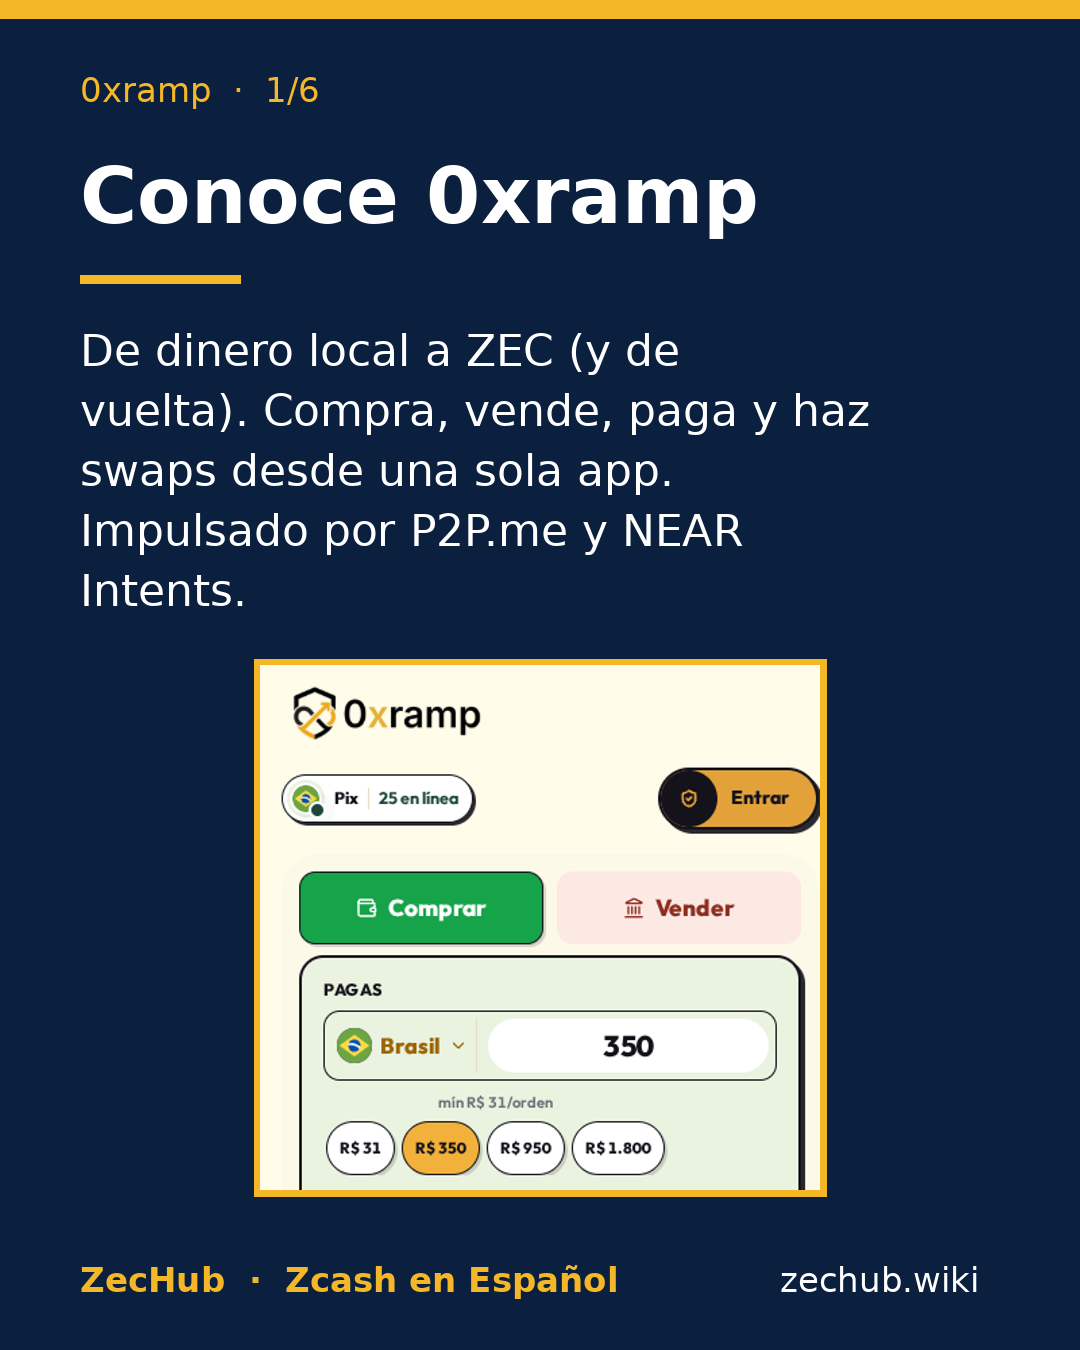 0xramp · 1/6
Conoce 0xramp
De dinero local a ZEC (y de
vuelta). Compra, vende, paga y haz
swaps desde una sola app.
Impulsado por P2P.me y NEAR
Intents.
0xramp
Pix 25 en línea
Entrar
Comprar
Vender
PAGAS
Brasil 350
mín R$ 31/orden
R$ 31 R$ 350 R$ 950 R$ 1.800
ZecHub · Zcash en Español
zechub.wiki